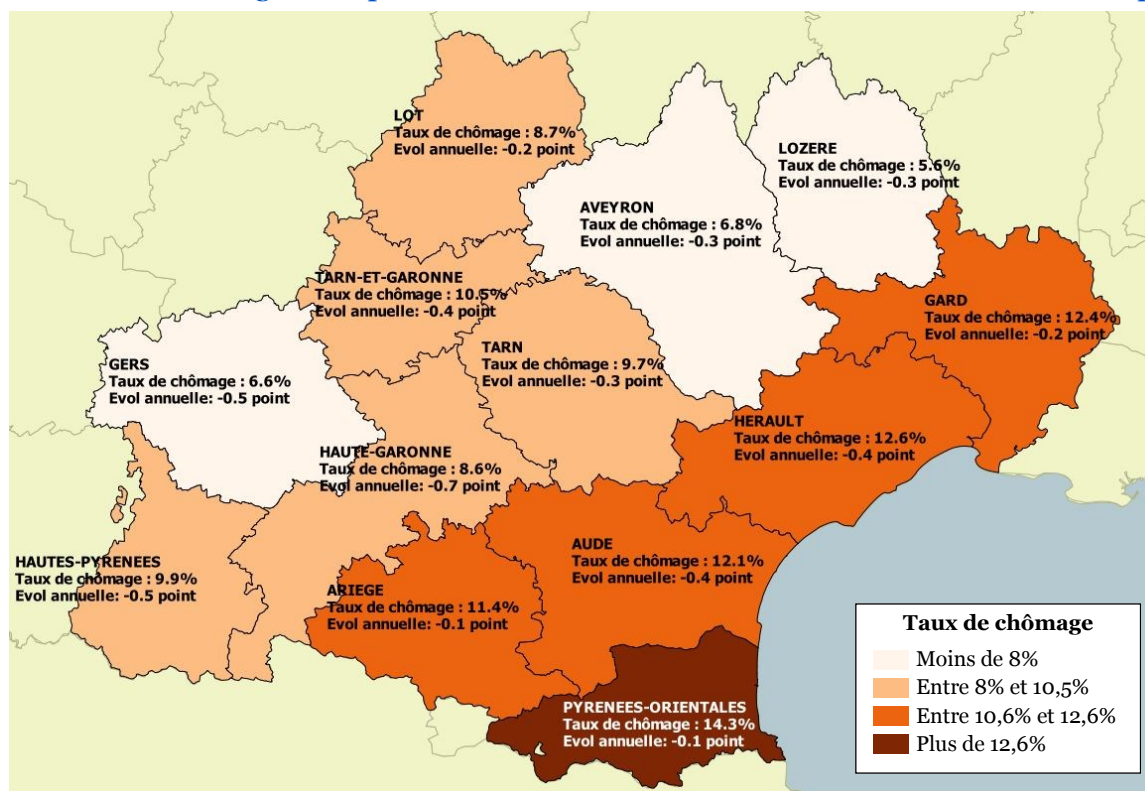 LOT
Taux de chômage : 8.7%
Evol annuelle: -0.2 point
LOZERE
Taux de chômage : 5.6%
Evol annuelle: -0.3 point
AVEYRON
Taux de chômage : 6.8%
Evol annuelle: -0.3 point
TARN-ET-GARONNE
Taux de chômage : 10.5%
Evol annuelle: -0.4 point
GARD
Taux de chômage : 12.4%
Evol annuelle: -0.2 point
TARN
Taux de chômage : 9.7%
Evol annuelle: -0.3 point
GERS
Taux de chômage : 6.6%
Evol annuelle: -0.5 point
HERAULT
Taux de chômage : 12.6%
Evol annuelle: -0.4 point
HAUTE-GARONNE
Taux de chômage : 8.6%
Evol annuelle: -0.7 point
AUDE
Taux de chômage : 12.1%
Evol annuelle: -0.4 point
HAUTES-PYRENEES
Taux de chômage : 9.9%
Evol annuelle: -0.5 point
ARIEGE
Taux de chômage : 11.4%
Evol annuelle: -0.1 point
PYRENEES-ORIENTALES
Taux de chômage : 14.3%
Evol annuelle: -0.1 point
Taux de chômage
Moins de 8%
Entre 8% et 10,5%
Entre 10,6% et 12,6%
Plus de 12,6%